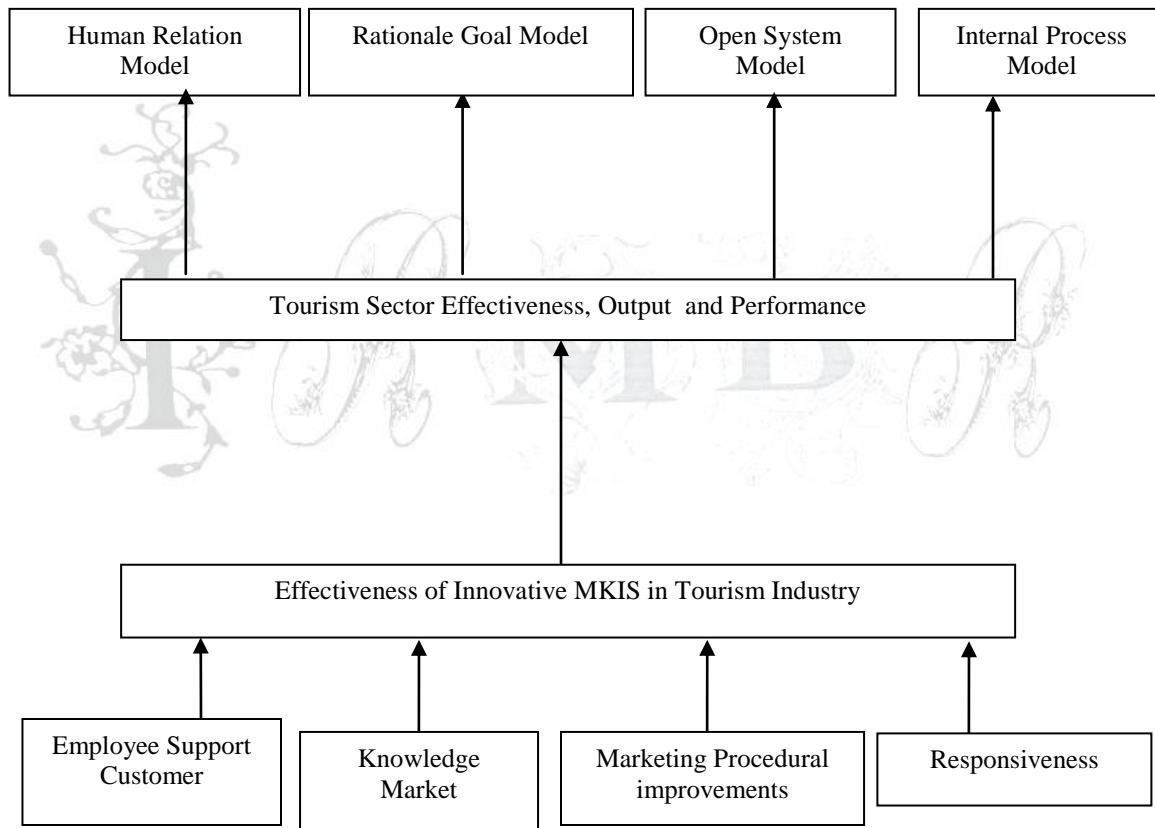 Human Relation
Model
Rationale Goal Model
Open System
Model
Internal Process
Model
I R M B R
Tourism Sector Effectiveness, Output and Performance
Effectiveness of Innovative MKIS in Tourism Industry
Employee Support
Customer
Knowledge
Market
Marketing Procedural
improvements
Responsiveness